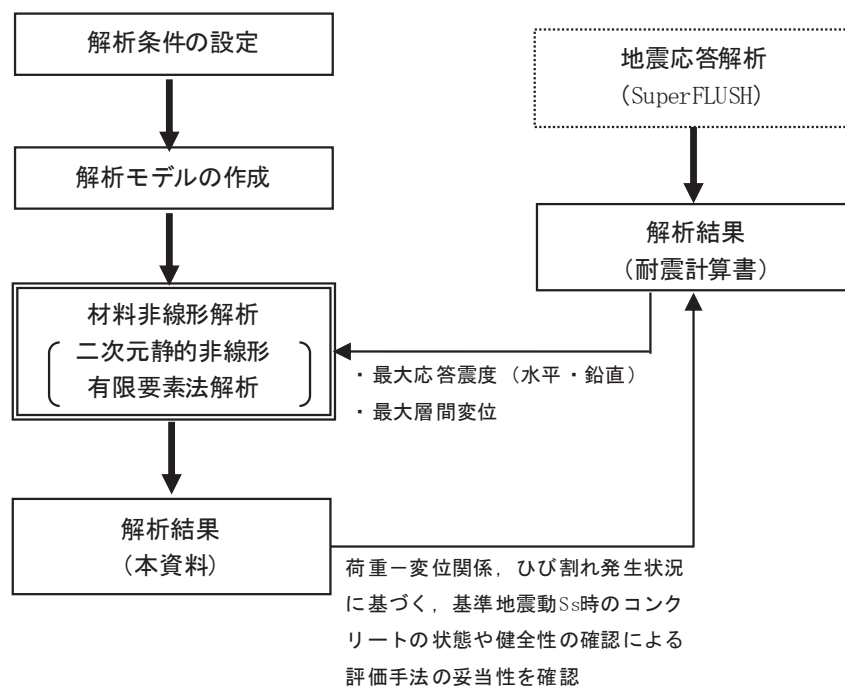 解析条件の設定
解析モデルの作成
材料非線形解析
二次元静的非線形
有限要素法解析
解析結果
（本資料）
地震応答解析
（SuperFLUSH）
解析結果
（耐震計算書）
・最大応答震度（水平・鉛直）
・最大層間変位
荷重－変位関係，ひび割れ発生状況
に基づく，基準地震動Ss時のコンク
リートの状態や健全性の確認による
評価手法の妥当性を確認